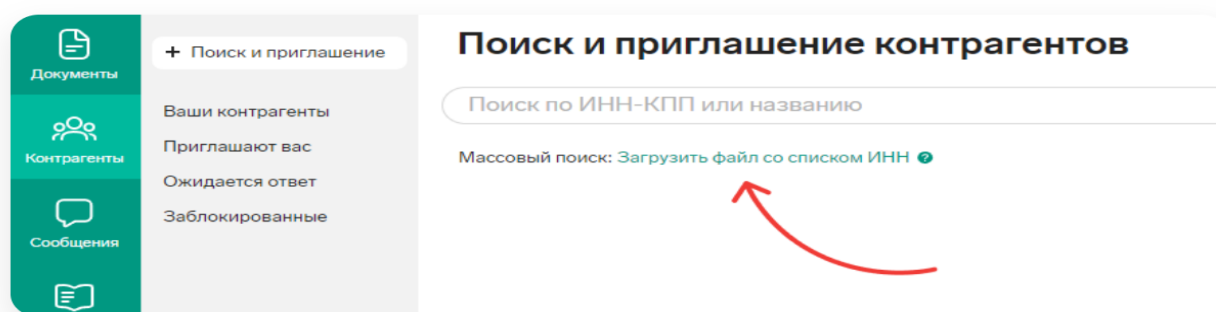 Документы
Контрагенты
Сообщения
+ Поиск и приглашение
Ваши контрагенты
Приглашают вас
Ожидается ответ
Заблокированные
Поиск и приглашение контрагентов
Поиск по ИНН-КПП или названию
Массовый поиск: Загрузить файл со списком ИНН ?